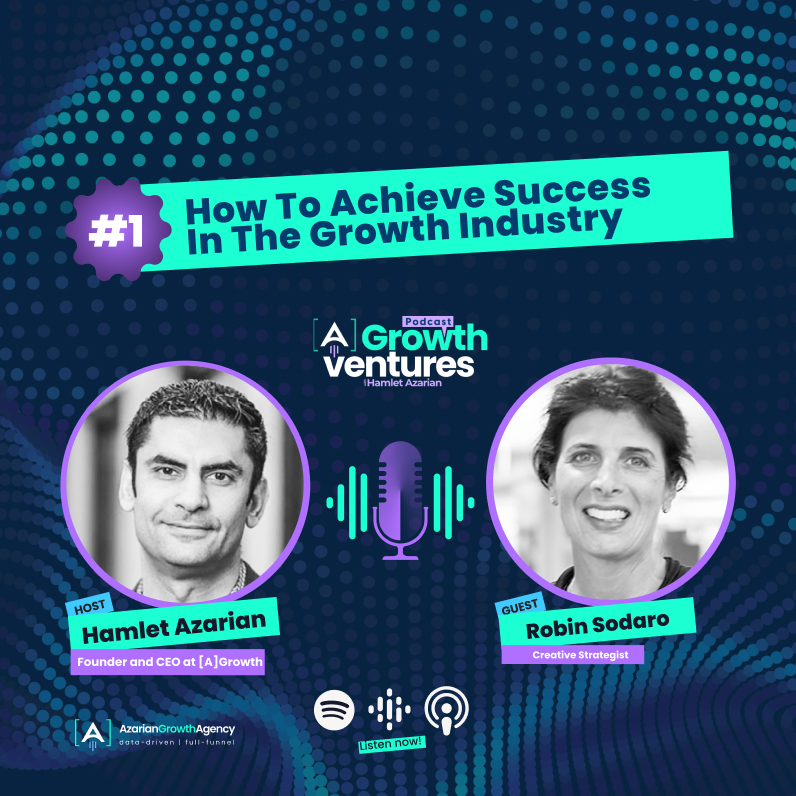 #1
How To Achieve Success
In The Growth Industry
Podcast
[A] Growth
ventures
with Hamlet Azarian
HOST
Hamlet Azarian
Founder and CEO at [A]Growth
GUEST
Robin Sodaro
Creative Strategist
Listen now!
[A] AzarianGrowthAgency
data-driven | full-funnel